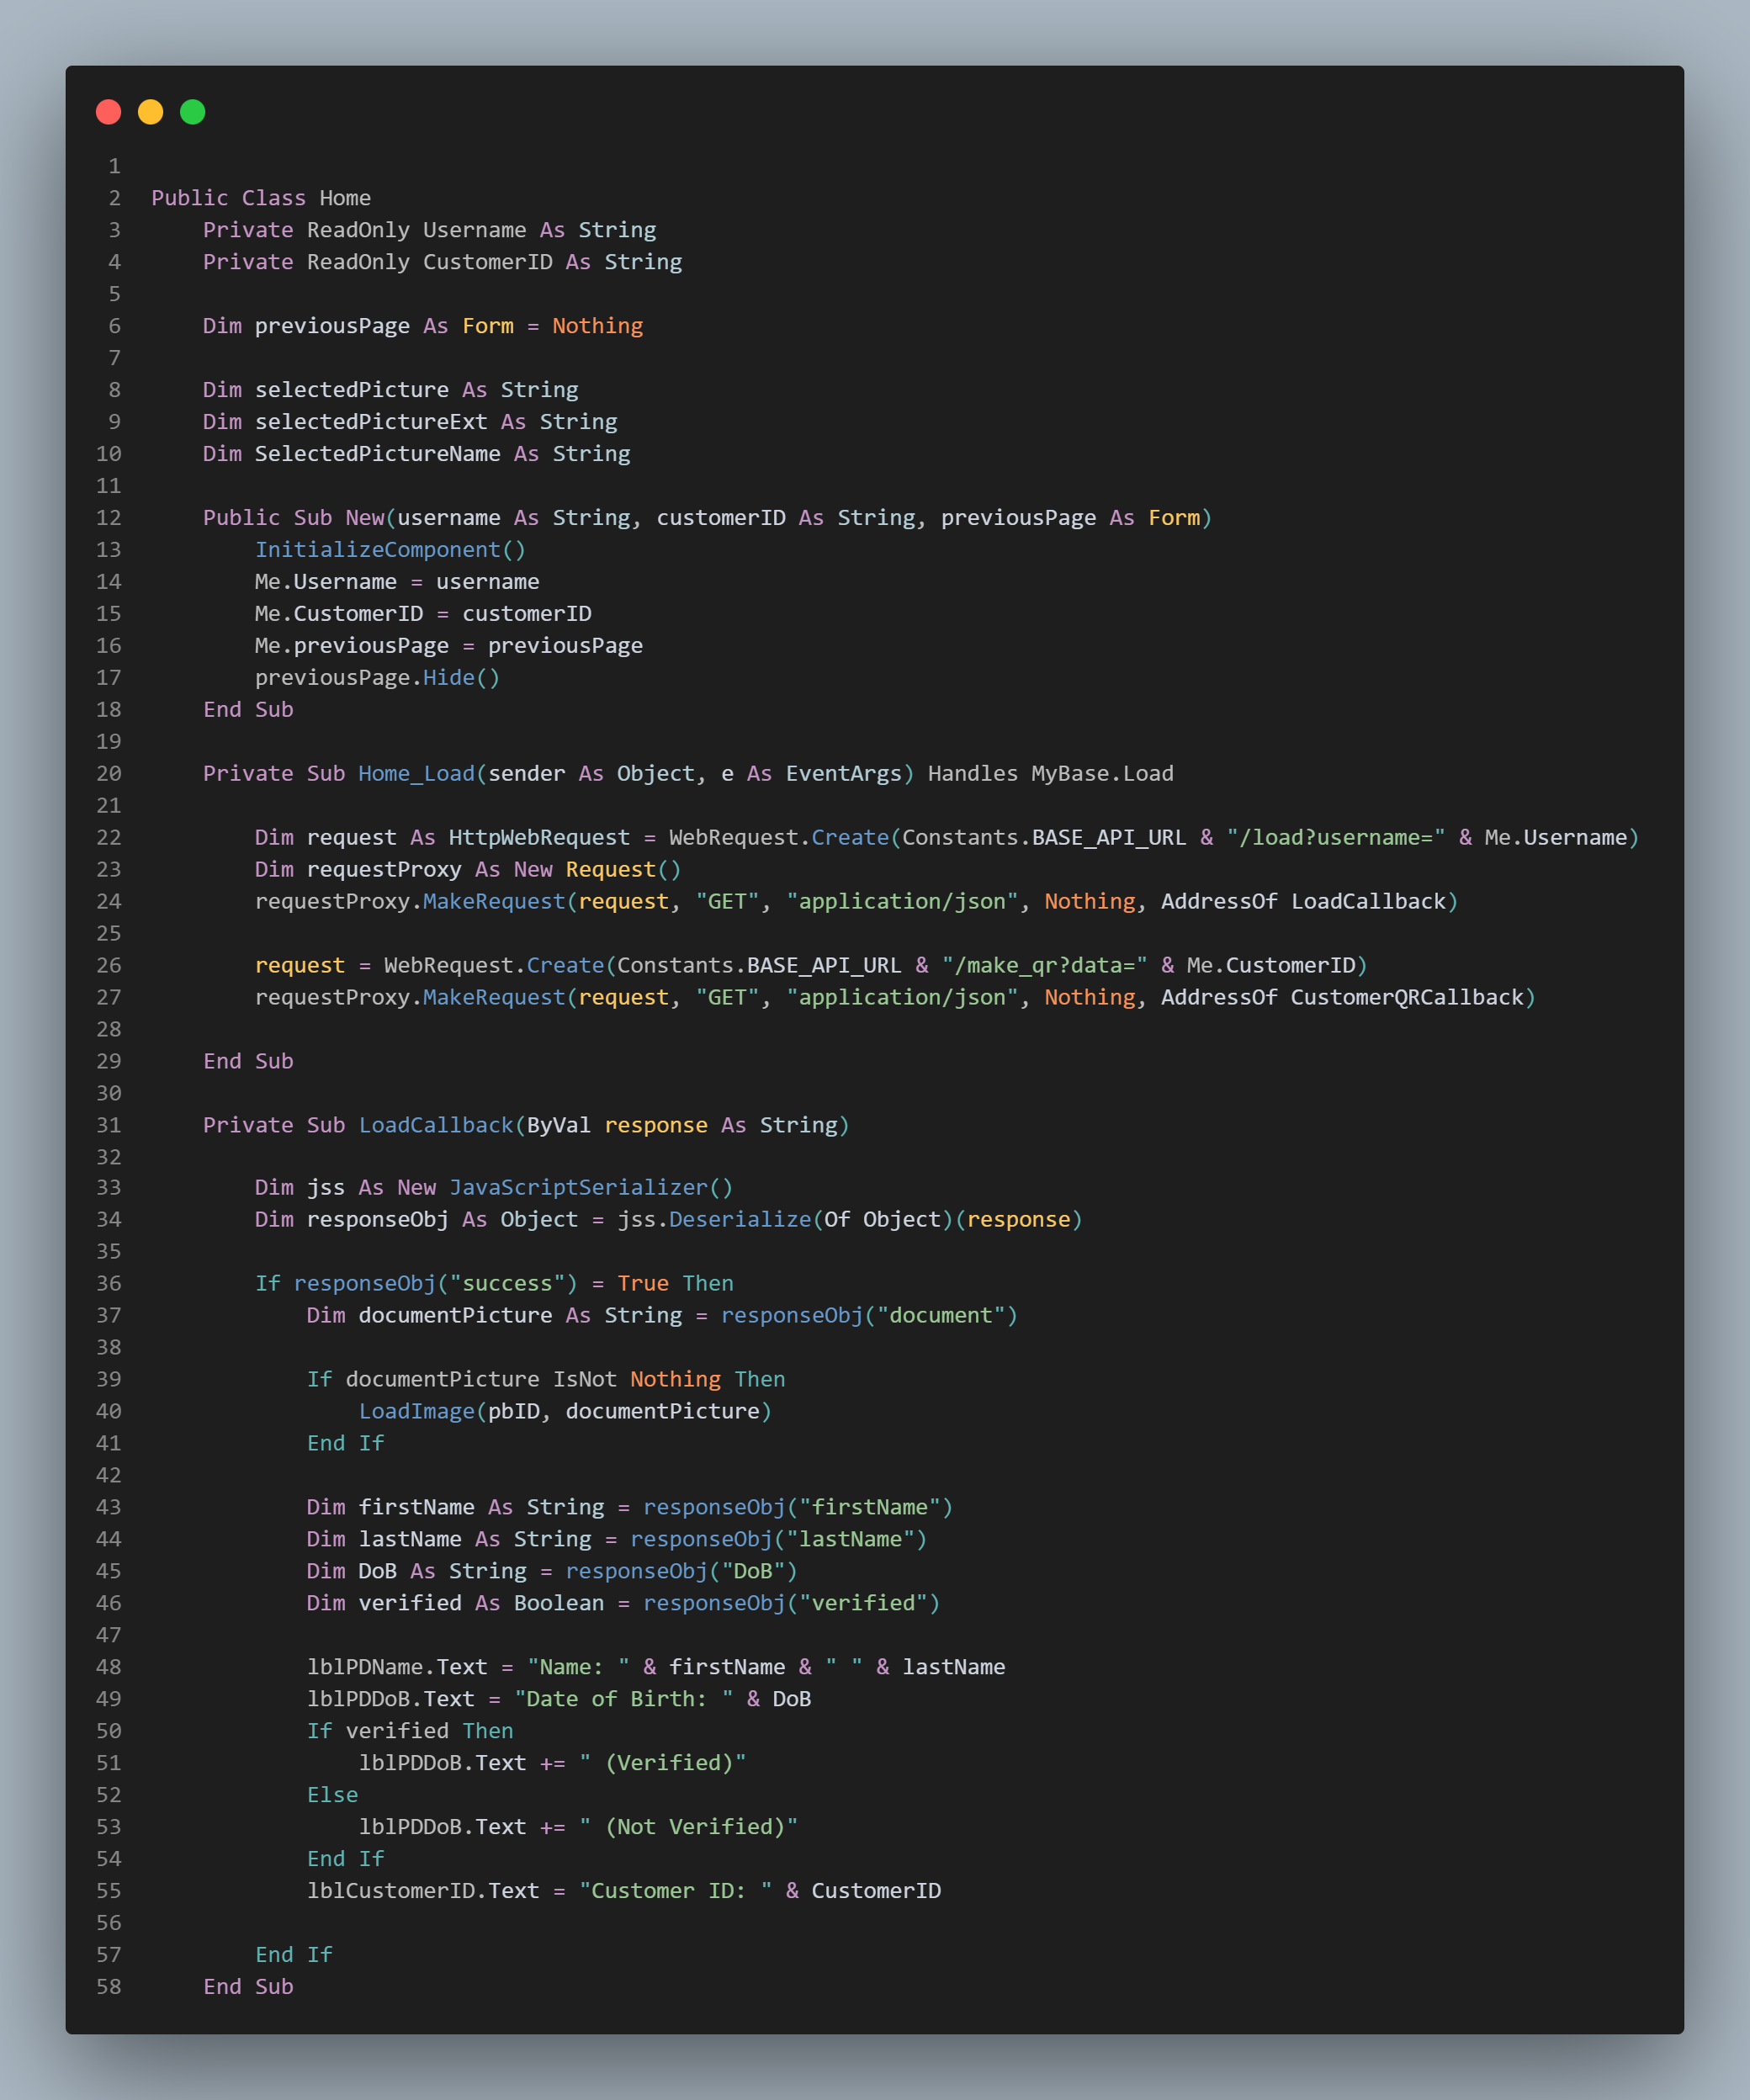 1
2 Public Class Home
3     Private ReadOnly Username As String
4     Private ReadOnly CustomerID As String
5
6     Dim previousPage As Form = Nothing
7
8     Dim selectedPicture As String
9     Dim selectedPictureExt As String
10     Dim SelectedPictureName As String
11
12     Public Sub New(username As String, customerID As String, previousPage As Form)
13         InitializeComponent()
14         Me.Username = username
15         Me.CustomerID = customerID
16         Me.previousPage = previousPage
17         previousPage.Hide()
18     End Sub
19
20     Private Sub Home_Load(sender As Object, e As EventArgs) Handles MyBase.Load
21
22         Dim request As HttpWebRequest = WebRequest.Create(Constants.BASE_API_URL & "/load?username=" & Me.Username)
23         Dim requestProxy As New Request()
24         requestProxy.MakeRequest(request, "GET", "application/json", Nothing, AddressOf LoadCallback)
25
26         request = WebRequest.Create(Constants.BASE_API_URL & "/make_qr?data=" & Me.CustomerID)
27         requestProxy.MakeRequest(request, "GET", "application/json", Nothing, AddressOf CustomerQRCallback)
28
29     End Sub
30
31     Private Sub LoadCallback(ByVal response As String)
32
33         Dim jss As New JavaScriptSerializer()
34         Dim responseObj As Object = jss.Deserialize(Of Object)(response)
35
36         If responseObj("success") = True Then
37             Dim documentPicture As String = responseObj("document")
38
39             If documentPicture IsNot Nothing Then
40                 LoadImage(pbID, documentPicture)
41             End If
42
43             Dim firstName As String = responseObj("firstName")
44             Dim lastName As String = responseObj("lastName")
45             Dim DoB As String = responseObj("DoB")
46             Dim verified As Boolean = responseObj("verified")
47
48             lblPDName.Text = "Name: " & firstName & " " & lastName
49             lblPDDoB.Text = "Date of Birth: " & DoB
50             If verified Then
51                 lblPDDoB.Text += " (Verified)"
52             Else
53                 lblPDDoB.Text += " (Not Verified)"
54             End If
55             lblCustomerID.Text = "Customer ID: " & CustomerID
56
57         End If
58     End Sub